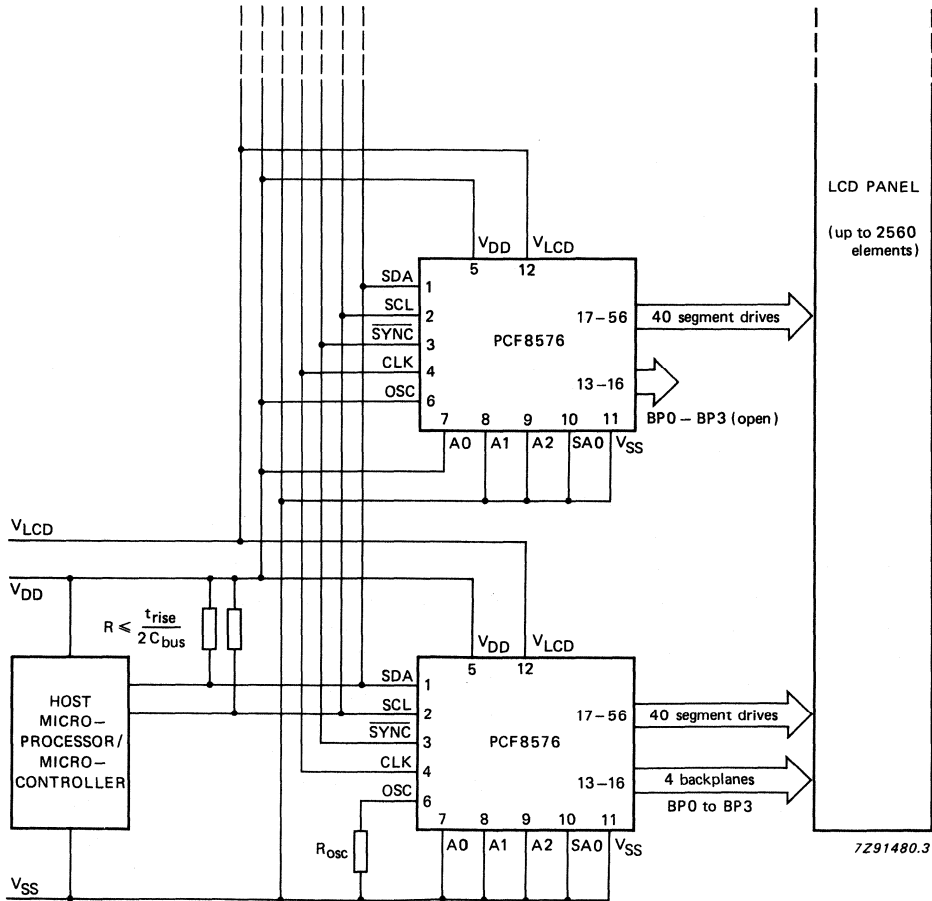 LCD PANEL
(up to 2560
elements)
VDD
VLCD
5
12
SDA
1
SCL
2
SYNC
3
CLK
4
OSC
6
PCF8576
17–56
40 segment drives
13–16
BP0 – BP3 (open)
7
8
9
10
11
A0
A1
A2
SA0
VSS
VLCD
VDD
R ⩽ trise
2Cbus
HOST
MICRO–
PROCESSOR/
MICRO–
CONTROLLER
VDD
VLCD
5
12
SDA
1
SCL
2
SYNC
3
CLK
4
OSC
6
PCF8576
17–56
40 segment drives
13–16
4 backplanes
BP0 to BP3
7
8
9
10
11
A0
A1
A2
SA0
VSS
Rosc
VSS
7Z91480.3